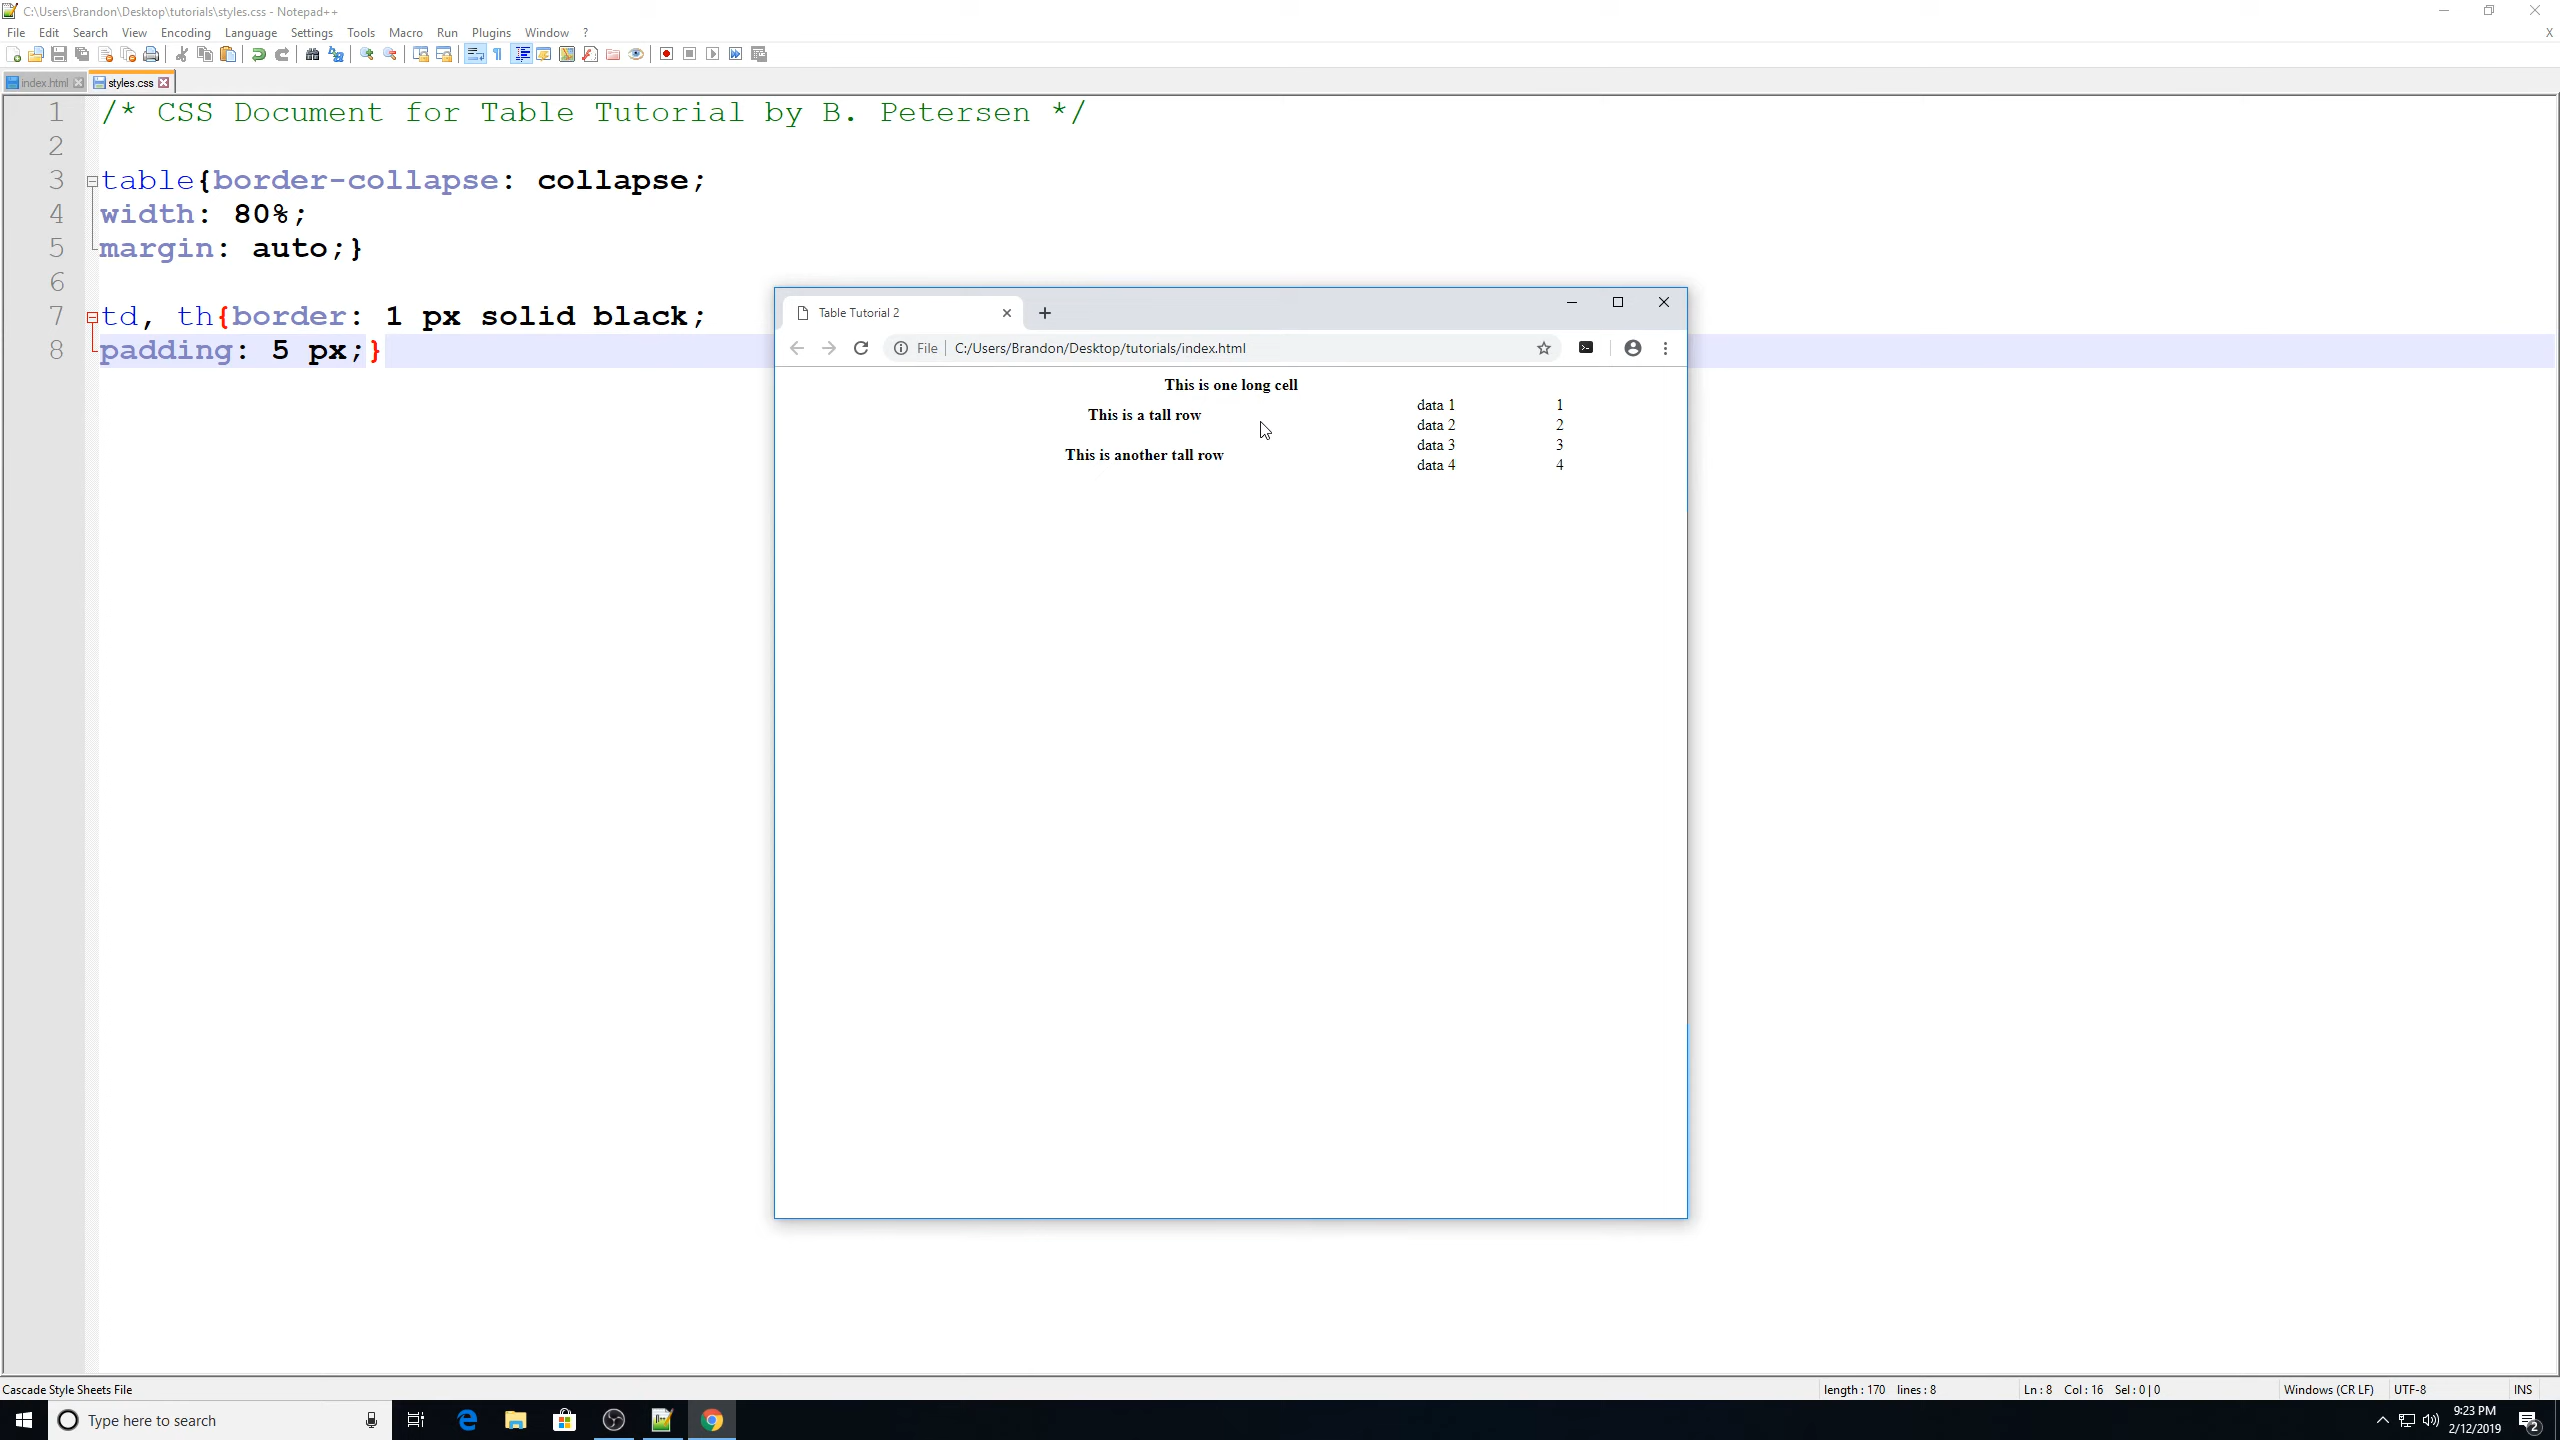 C:\Users\Brandon\Desktop\tutorials\styles.css - Notepad++
File Edit Search View Encoding Language Settings Tools Macro Run Plugins Window ? X
index.html styles.css
1 /* CSS Document for Table Tutorial by B. Petersen */
2
3 table{border-collapse: collapse;
4 width: 80%;
5 margin: auto;}
6
7 td, th{border: 1 px solid black;
8 padding: 5 px;}
Table Tutorial 2
File C:/Users/Brandon/Desktop/tutorials/index.html
This is one long cell
This is a tall row
data 1 1
data 2 2
This is another tall row
data 3 3
data 4 4
Cascade Style Sheets File length : 170 lines : 8 Ln : 8 Col : 16 Sel : 0 | 0 Windows (CR LF) UTF-8 INS
Type here to search
9:23 PM
2/12/2019
2